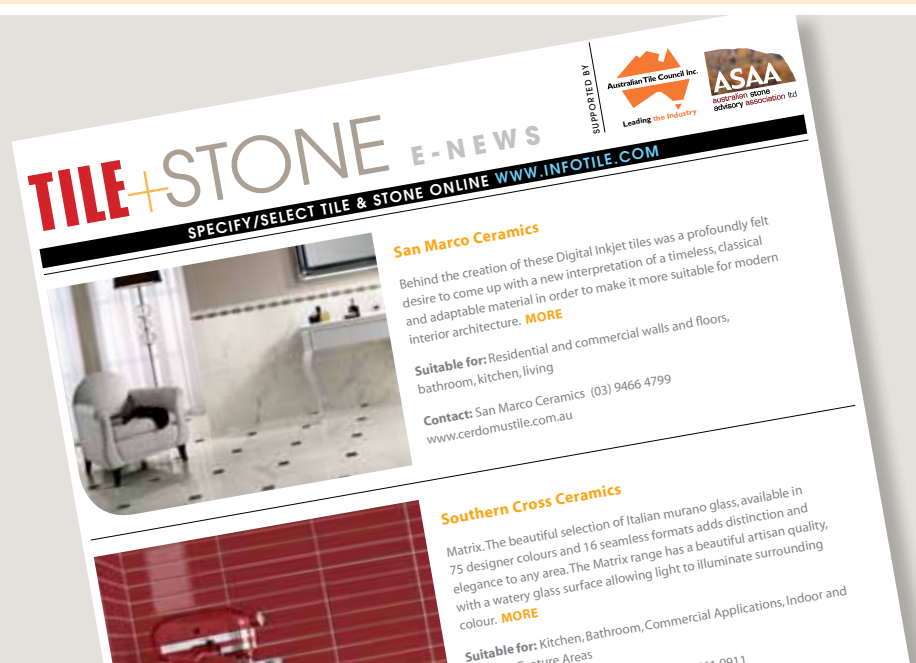 TILE+STONE E-NEWS
SUPPORTED BY
Australian Tile Council Inc.
Leading the Industry
ASAA
australian stone
advisory association ltd
SPECIFY/SELECT TILE & STONE ONLINE WWW.INFOTILE.COM
San Marco Ceramics
Behind the creation of these Digital Inkjet tiles was a profoundly felt
desire to come up with a new interpretation of a timeless, classical
and adaptable material in order to make it more suitable for modern
interior architecture. MORE
Suitable for: Residential and commercial walls and floors,
bathroom, kitchen, living
Contact: San Marco Ceramics (03) 9466 4799
www.cerdomustile.com.au
Southern Cross Ceramics
Matrix. The beautiful selection of Italian murano glass, available in
75 designer colours and 16 seamless formats adds distinction and
elegance to any area. The Matrix range has a beautiful artisan quality,
with a watery glass surface allowing light to illuminate surrounding
colour. MORE
Suitable for: Kitchen, Bathroom, Commercial Applications, Indoor and
Areas
0911